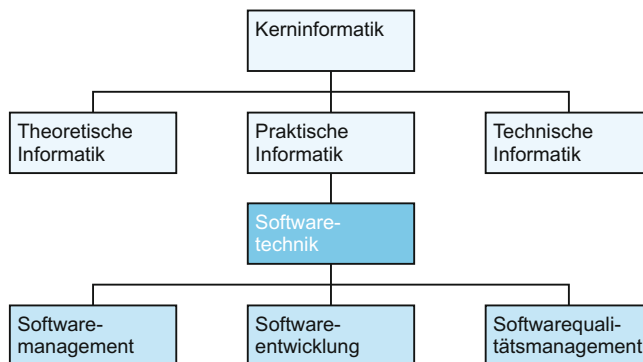 Kerninformatik
Theoretische
Informatik
Praktische
Informatik
Technische
Informatik
Software-
technik
Software-
management
Software-
entwicklung
Softwarequali-
tätsmanagement